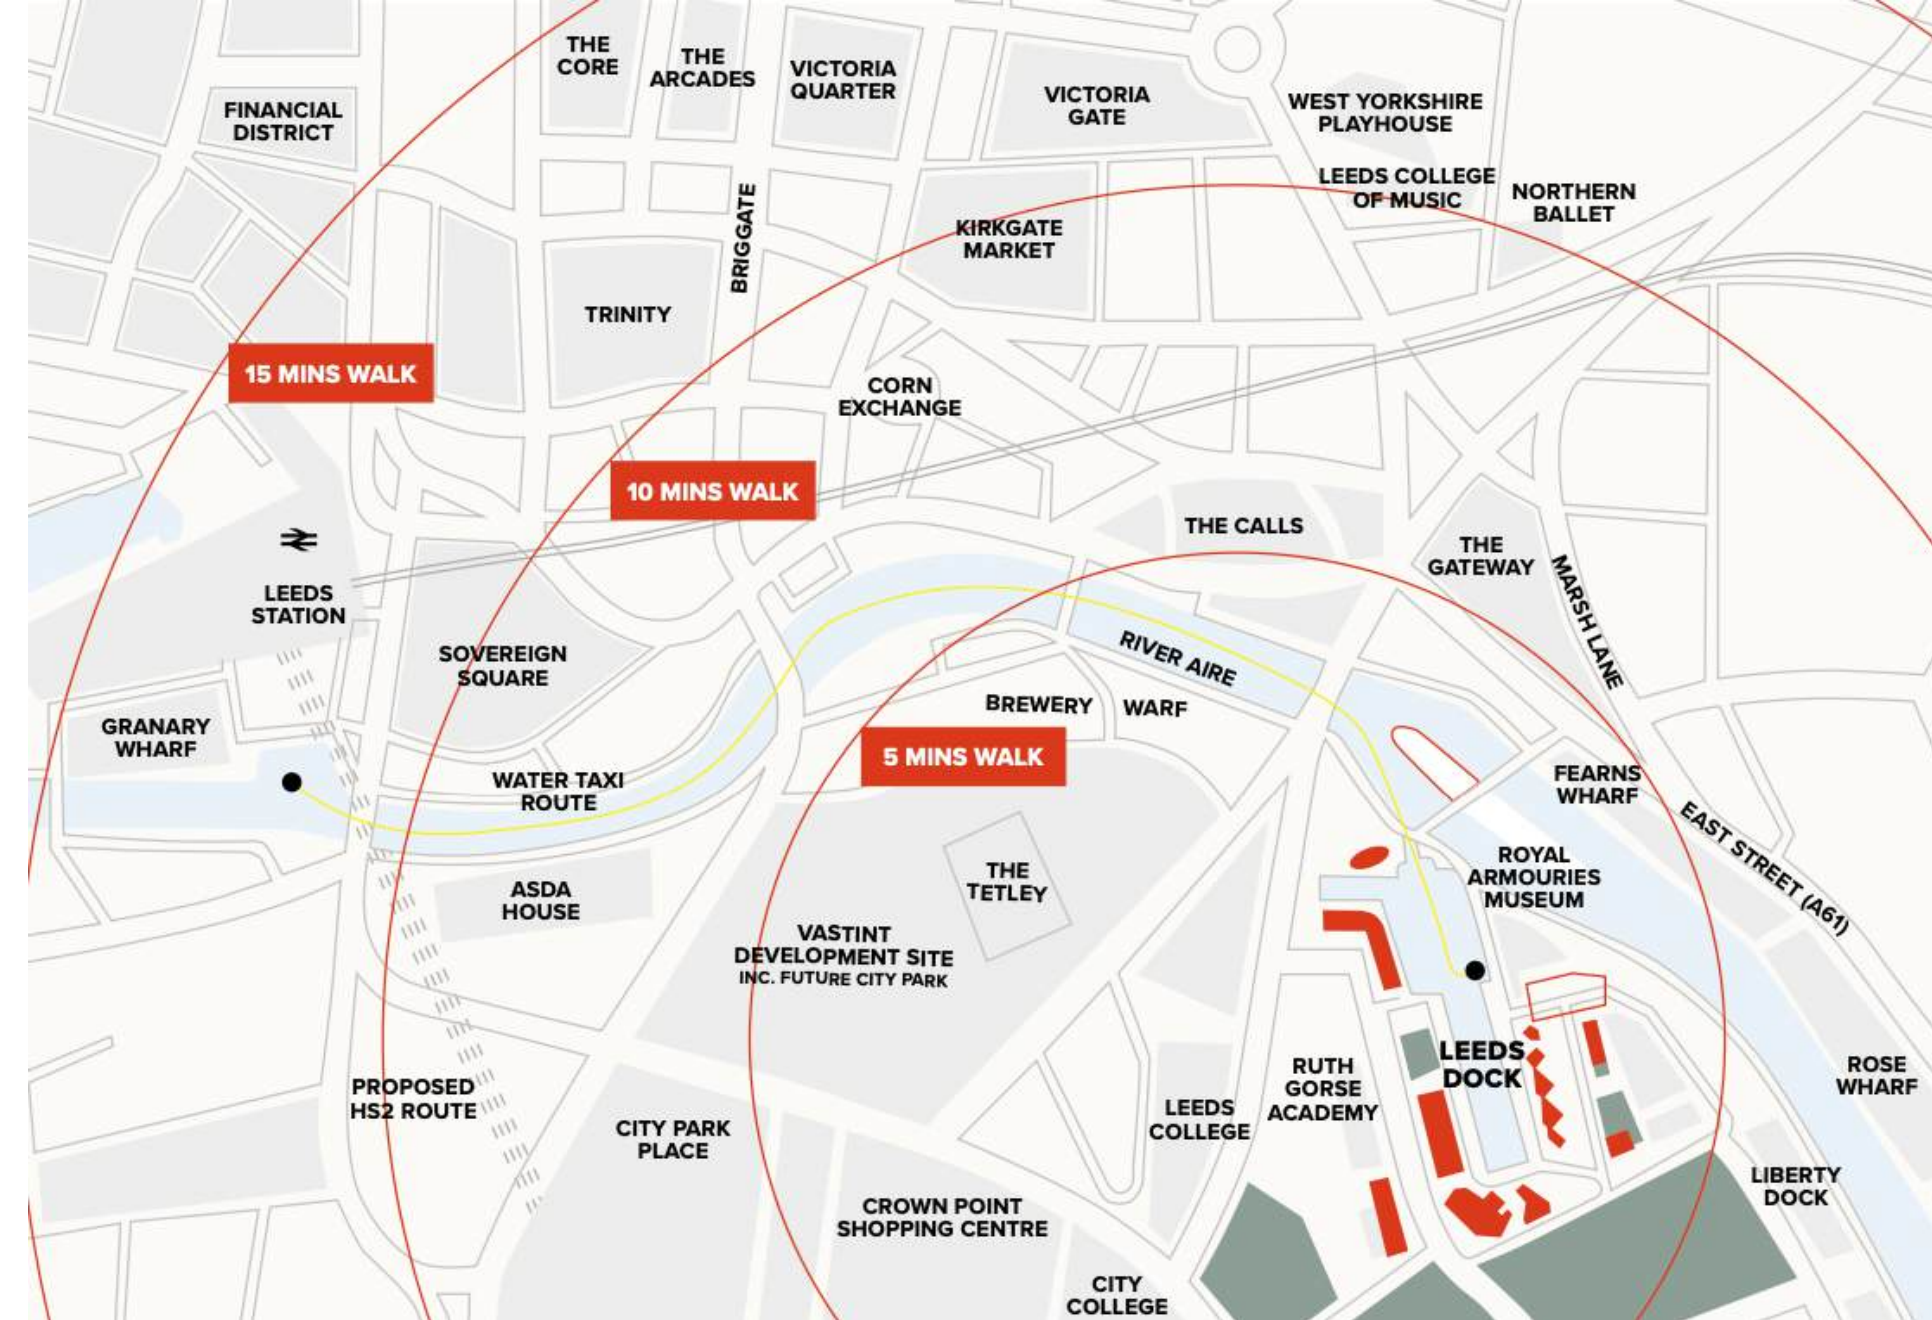 THE
CORE
THE
ARCADES
VICTORIA
QUARTER
VICTORIA
GATE
WEST YORKSHIRE
PLAYHOUSE
FINANCIAL
DISTRICT
LEEDS COLLEGE
OF MUSIC
NORTHERN
BALLET
BRIGGATE
KIRKGATE
MARKET
TRINITY
15 MINS WALK
CORN
EXCHANGE
10 MINS WALK
THE CALLS
THE
GATEWAY
MARSH LANE
LEEDS
STATION
SOVEREIGN
SQUARE
RIVER AIRE
BREWERY
WARF
GRANARY
WHARF
5 MINS WALK
WATER TAXI
ROUTE
FEARNS
WHARF
EAST STREET (A61)
THE
TETLEY
ROYAL
ARMOURIES
MUSEUM
ASDA
HOUSE
VASTINT
DEVELOPMENT SITE
INC. FUTURE CITY PARK
LEEDS
DOCK
RUTH
GORSE
ACADEMY
ROSE
WHARF
PROPOSED
HS2 ROUTE
LEEDS
COLLEGE
CITY PARK
PLACE
LIBERTY
DOCK
CROWN POINT
SHOPPING CENTRE
CITY
COLLEGE